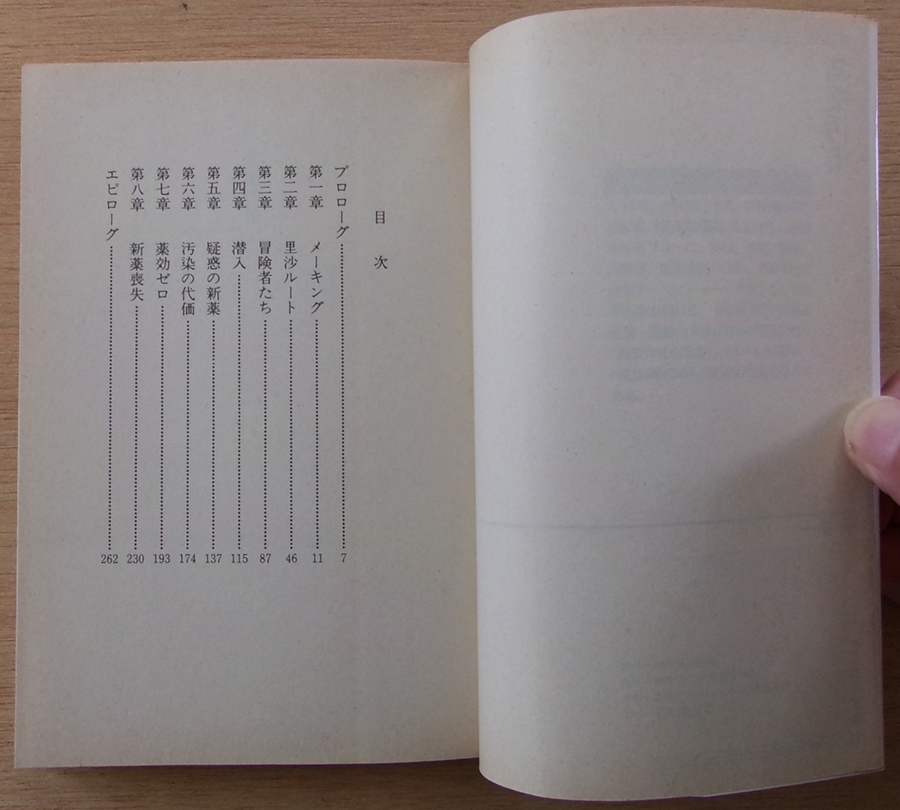 目次
プロローグ……7
第一章 メーキング……11
第二章 里沙ルート……46
第三章 冒険者たち……87
第四章 潜入……115
第五章 疑惑の新薬……137
第六章 汚染の代価……174
第七章 薬効ゼロ……193
第八章 新薬喪失……230
エピローグ……262